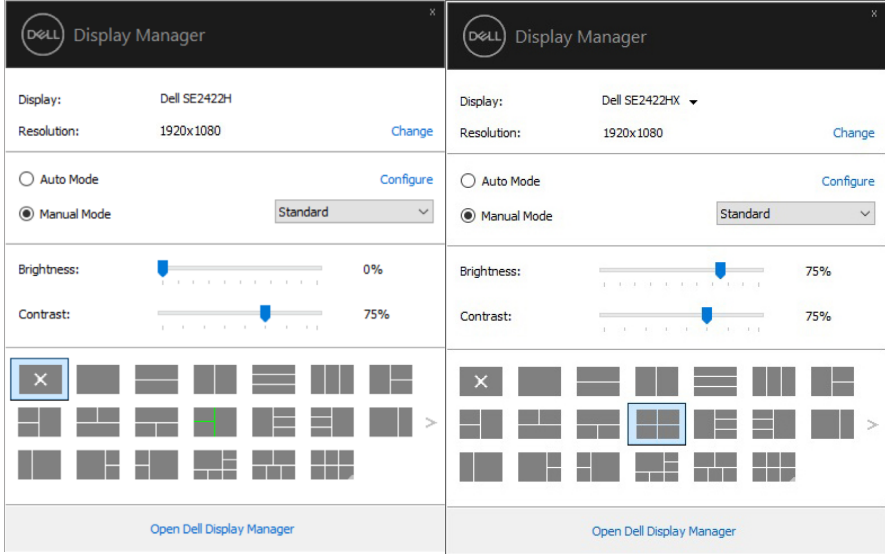 DELL Display Manager
x
Display: Dell SE2422H
Resolution: 1920x1080 Change
Auto Mode Configure
Manual Mode Standard
Brightness: 0%
Contrast: 75%
Open Dell Display Manager
DELL Display Manager
x
Display: Dell SE2422HX
Resolution: 1920x1080 Change
Auto Mode Configure
Manual Mode Standard
Brightness: 75%
Contrast: 75%
Open Dell Display Manager